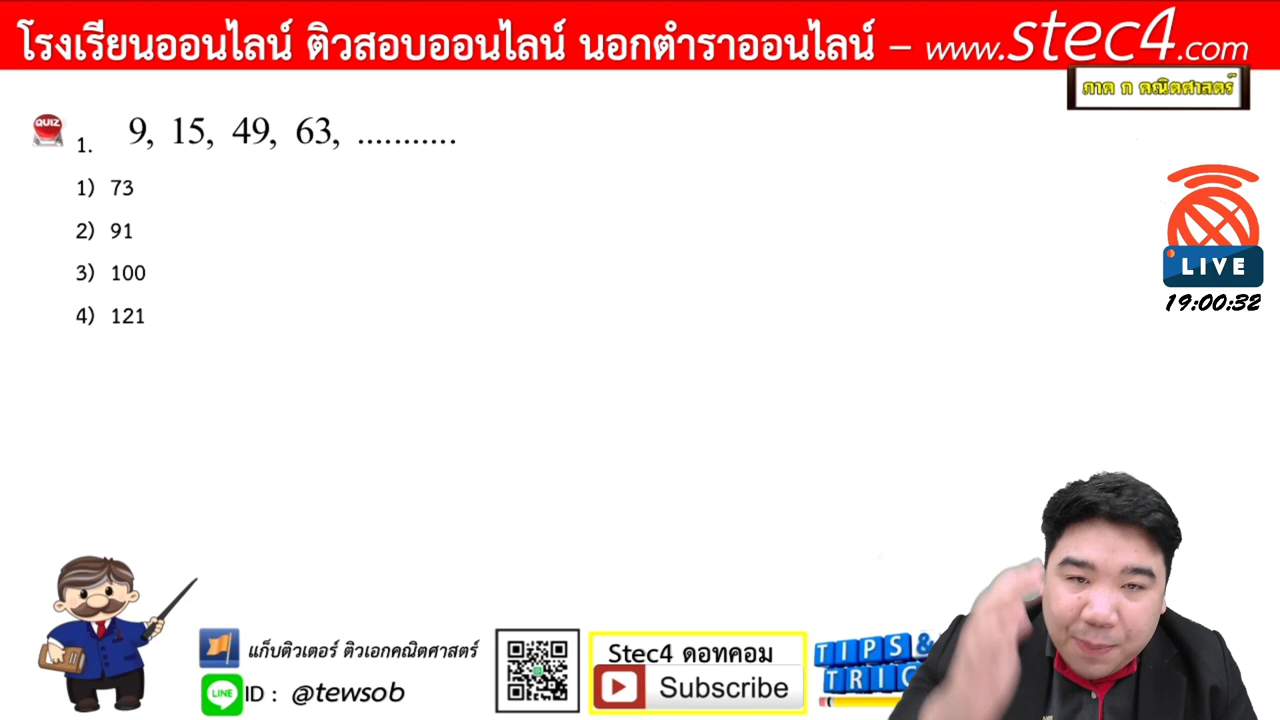 โรงเรียนออนไลน์ ติวสอบออนไลน์ นอกตำราออนไลน์ – www.stec4.com
ภาค ก คณิตศาสตร์
QUIZ
1. 9, 15, 49, 63, ...........
1) 73
2) 91
3) 100
4) 121
LIVE
19:00:32
แก็บติวเตอร์ ติวเอกคณิตศาสตร์
LINE ID : @tewsob
Stec4 ดอทคอม
Subscribe
TIPS &